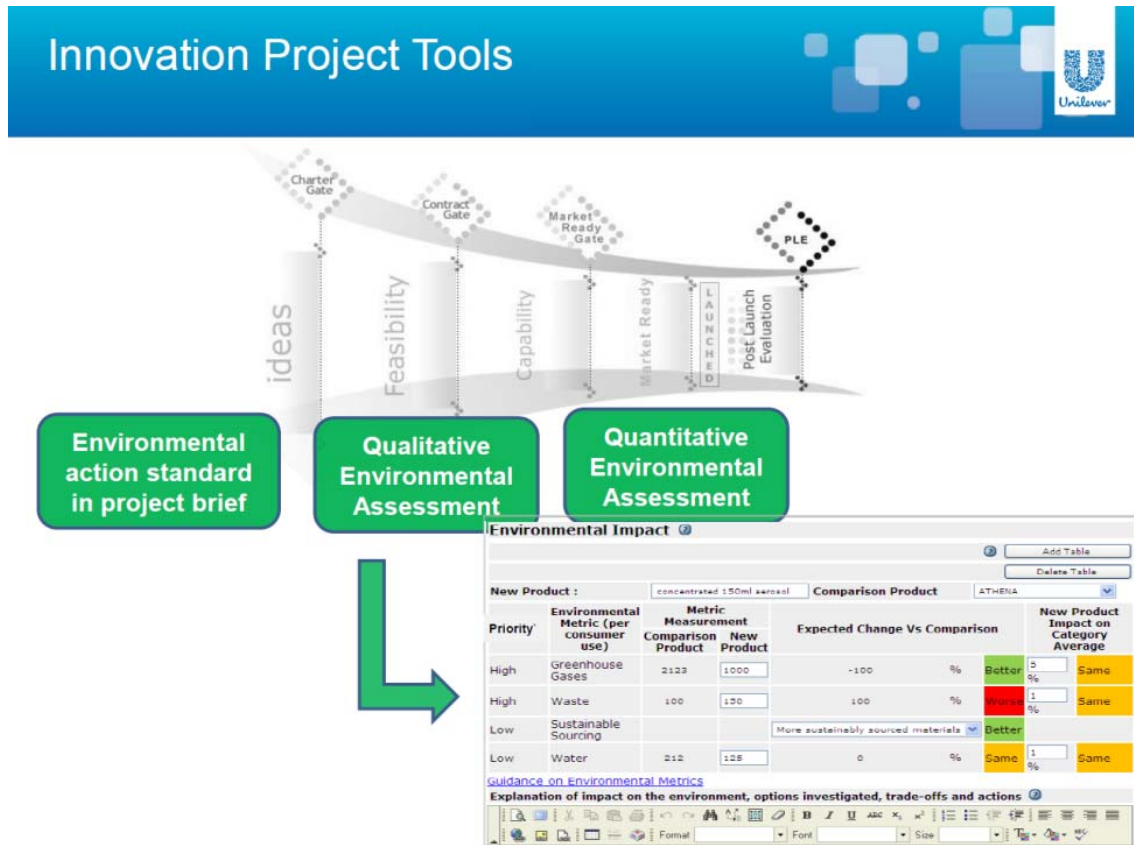 Innovation Project Tools
Unilever
Charter
Gate
Contract
Gate
Market
Ready
Gate
PLE
ideas
Feasibility
Capability
Market Ready
LAUNCHED
Post Launch
Evaluation
Environmental
action standard
in project brief
Qualitative
Environmental
Assessment
Quantitative
Environmental
Assessment
Environmental Impact
Add Table
Delete Table
New Product : concentrated 150ml aerosol Comparison Product ATHENA
Priority Environmental Metric (per consumer use) Metric Measurement Comparison Product New Product Expected Change Vs Comparison New Product Impact on Category Average
High Greenhouse Gases 2123 1000 -100 % Better 5 % Same
High Waste 100 150 100 % Worse 1 % Same
Low Sustainable Sourcing More sustainably sourced materials Better
Low Water 212 125 0 % Same 1 % Same
Guidance on Environmental Metrics
Explanation of impact on the environment, options investigated, trade-offs and actions
B I U ABC x₂ x²
Format Font Size